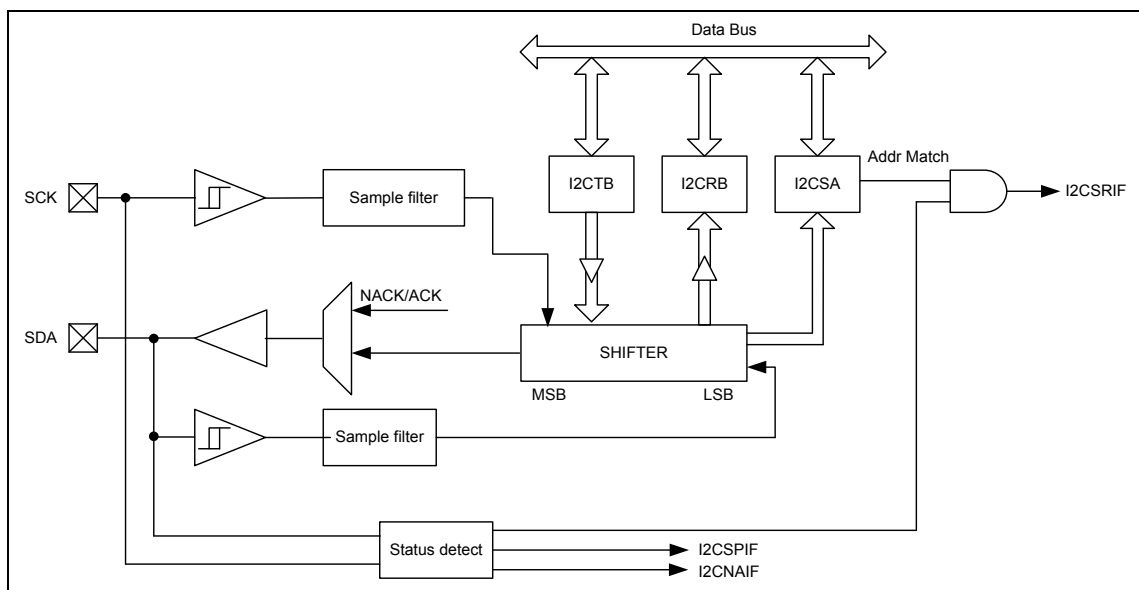 Data Bus
I2CTB
I2CRB
I2CSA
Addr Match
I2CSRIF
SCK
Sample filter
NACK/ACK
SDA
SHIFTER
MSB
LSB
Sample filter
Status detect
I2CSPIF
I2CNAIF